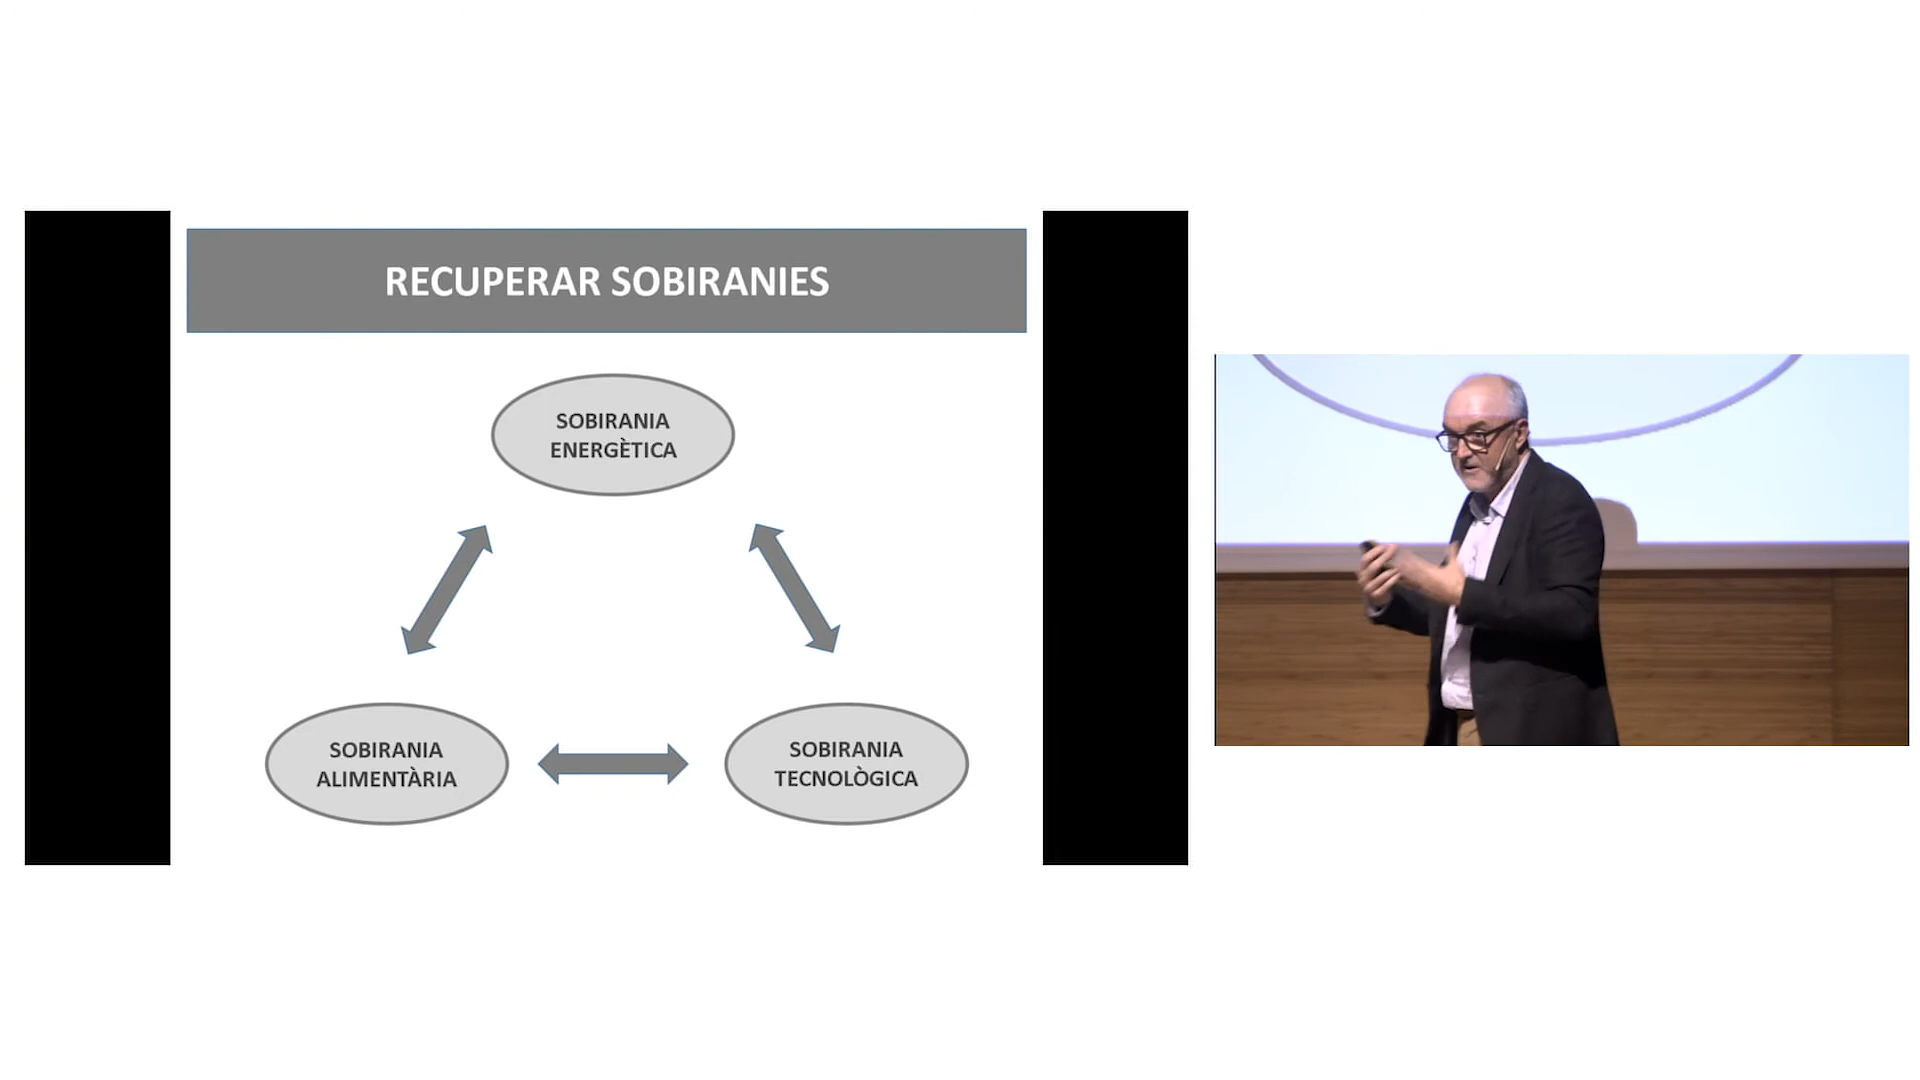 RECUPERAR SOBIRANIES
SOBIRANIA
ENERGÈTICA
SOBIRANIA
ALIMENTÀRIA
SOBIRANIA
TECNOLÒGICA